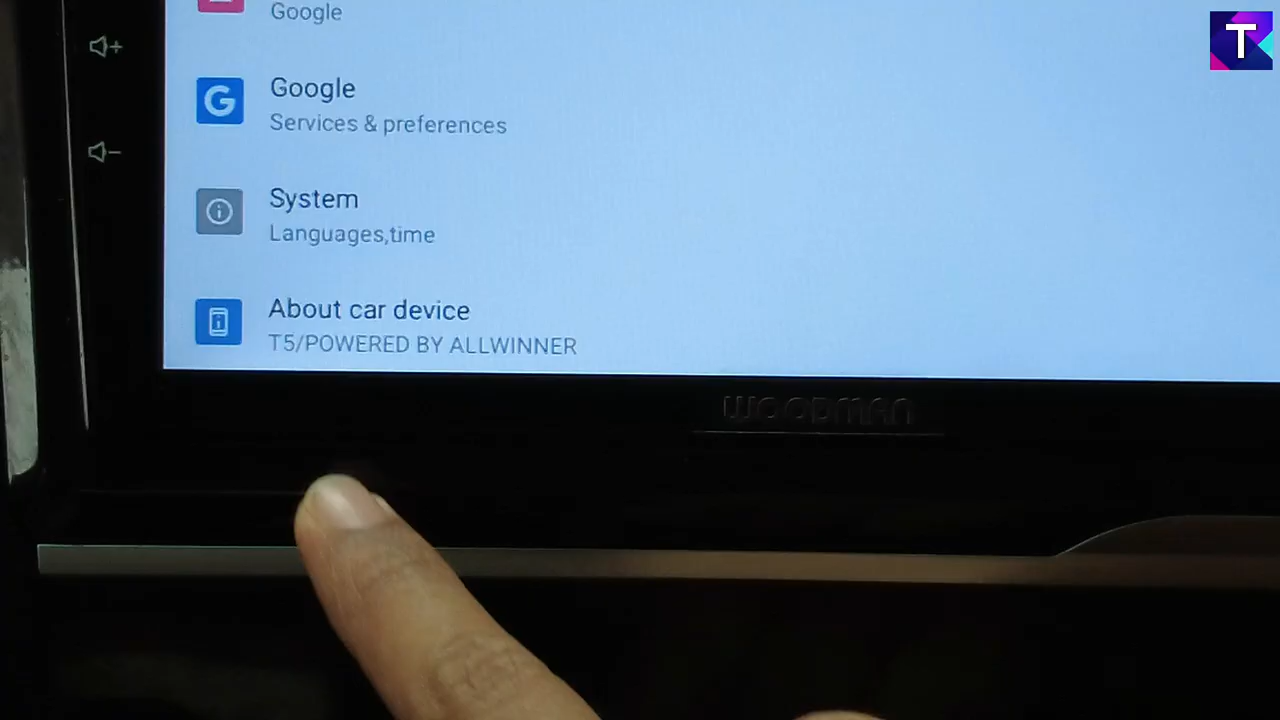 Google
Google
Services & preferences
System
Languages,time
About car device
T5/POWERED BY ALLWINNER
WOODMAN
T